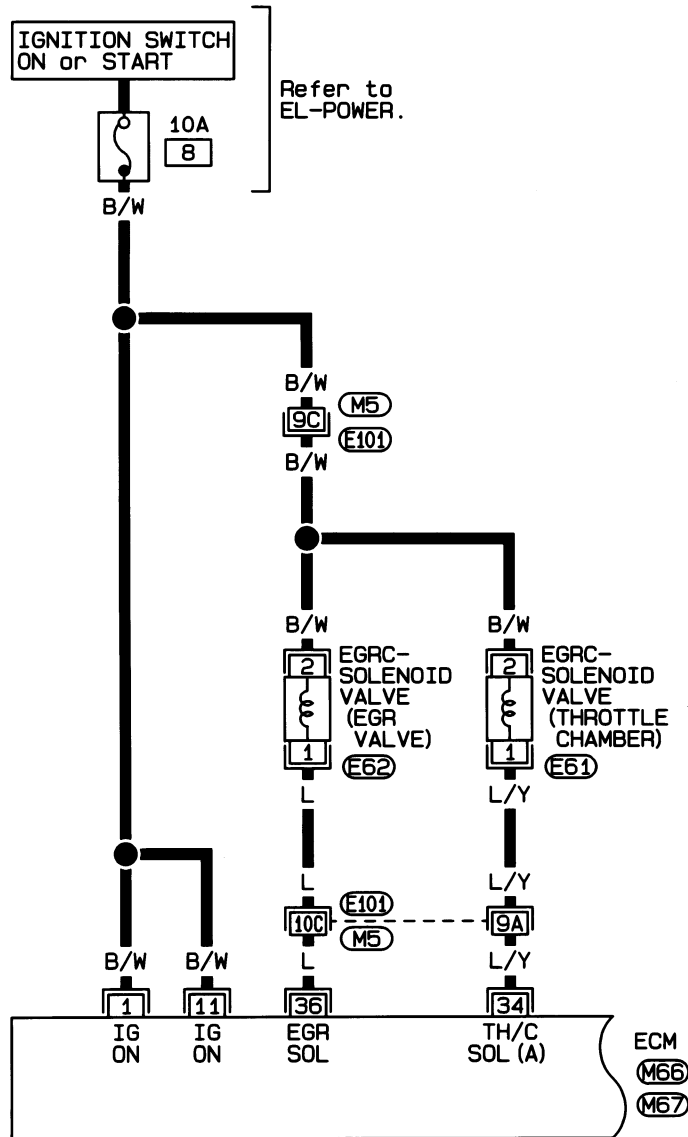 IGNITION SWITCH
ON or START
Refer to
EL-POWER.
10A
8
B/W
B/W
9C
M5
E101
B/W
B/W
B/W
2
EGRC-
SOLENOID
VALVE
(EGR
VALVE)
1
E62
2
EGRC-
SOLENOID
VALVE
(THROTTLE
CHAMBER)
1
E61
L
L/Y
L
L/Y
10C
E101
M5
9A
B/W
B/W
L
L/Y
1
11
36
34
IG
ON
IG
ON
EGR
SOL
TH/C
SOL (A)
ECM
M66
M67